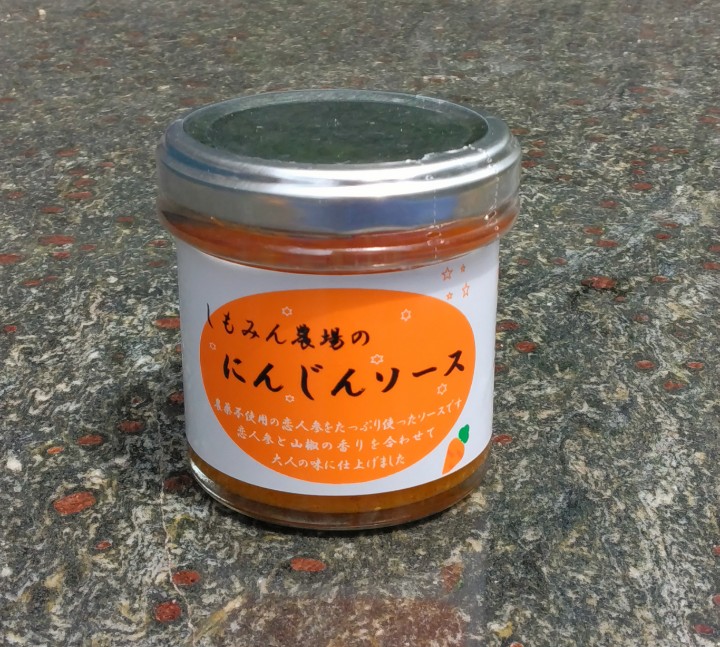 しもみん農場の
にんじんソース
農薬不使用の恋人参をたっぷり使ったソースです
恋人参と山椒の香りを合わせて
大人の味に仕上げました